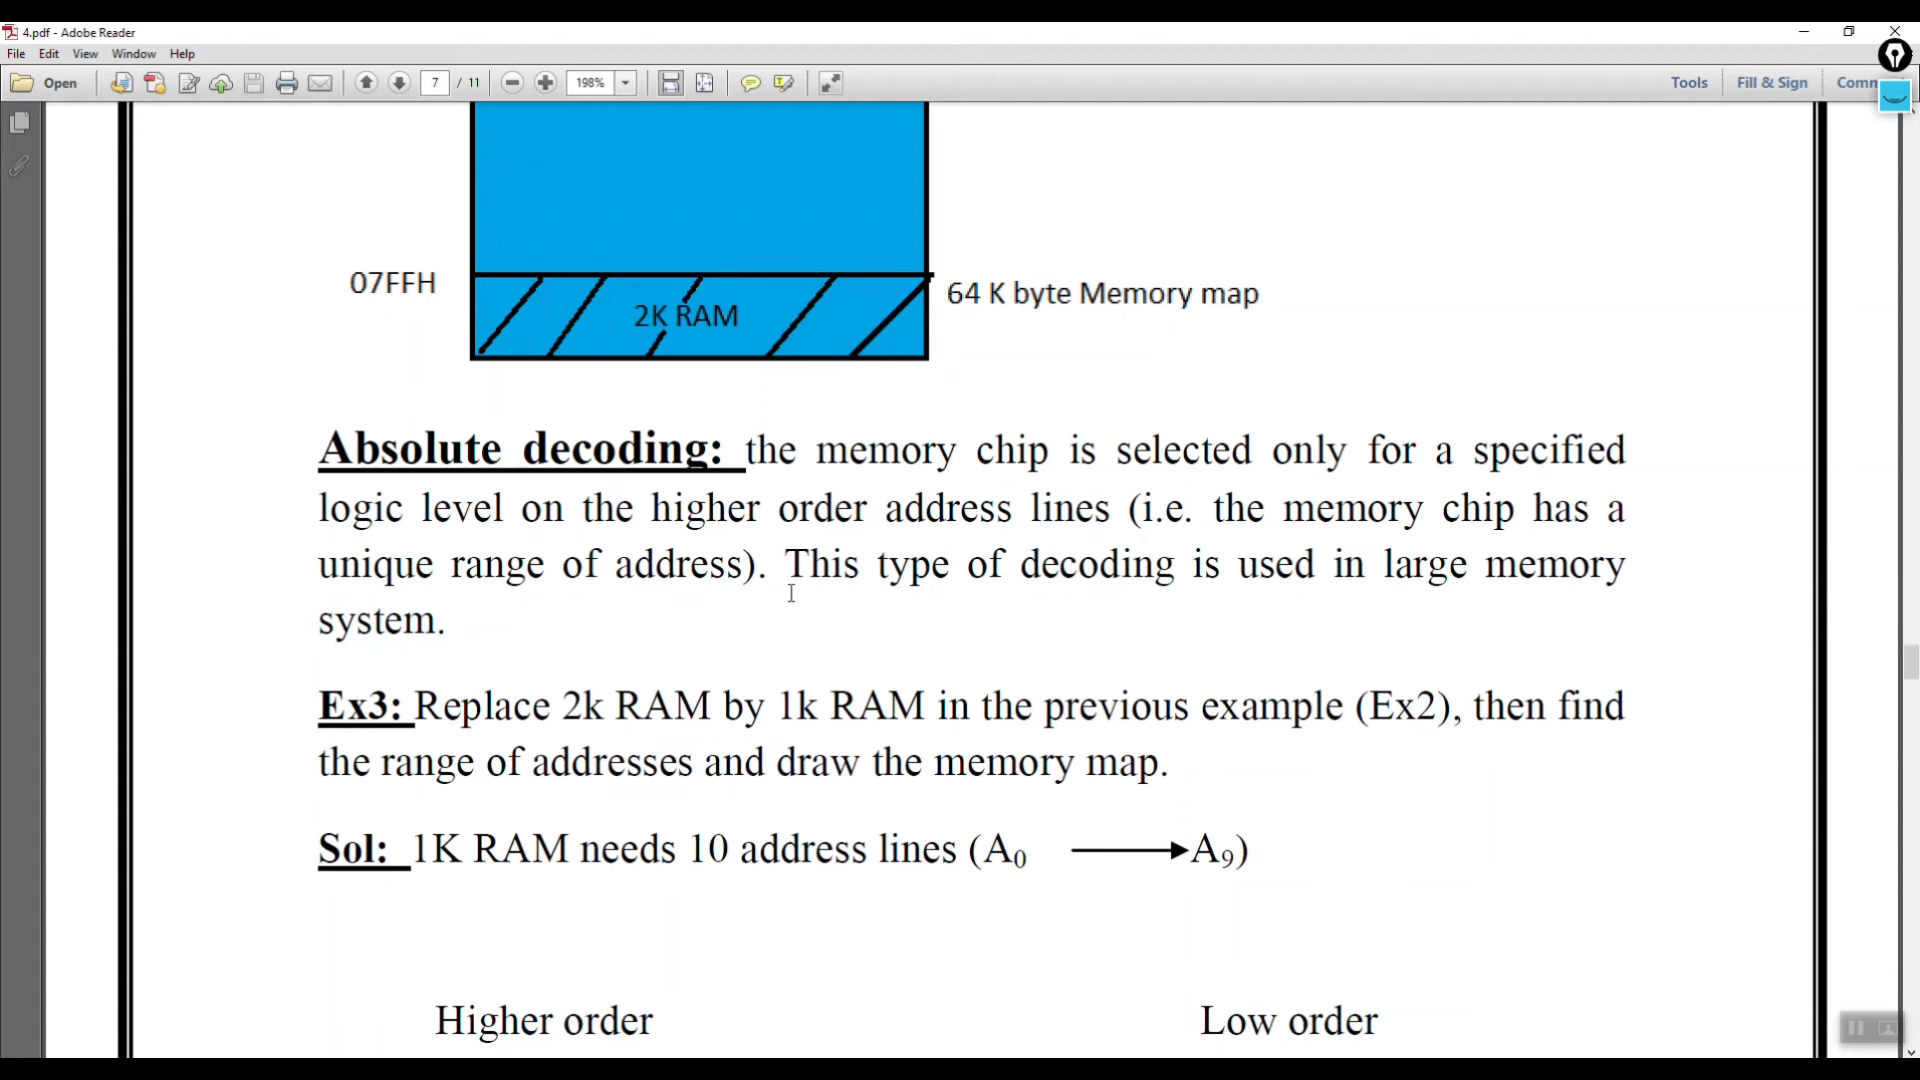 4.pdf - Adobe Reader
File Edit View Window Help
Open 7 / 11 198% Tools Fill & Sign
07FFH
2K RAM
64 K byte Memory map
Absolute decoding: the memory chip is selected only for a specified
logic level on the higher order address lines (i.e. the memory chip has a
unique range of address). This type of decoding is used in large memory
system.
Ex3: Replace 2k RAM by 1k RAM in the previous example (Ex2), then find
the range of addresses and draw the memory map.
Sol: 1K RAM needs 10 address lines (A₀ ⟶ A₉)
Higher order Low order